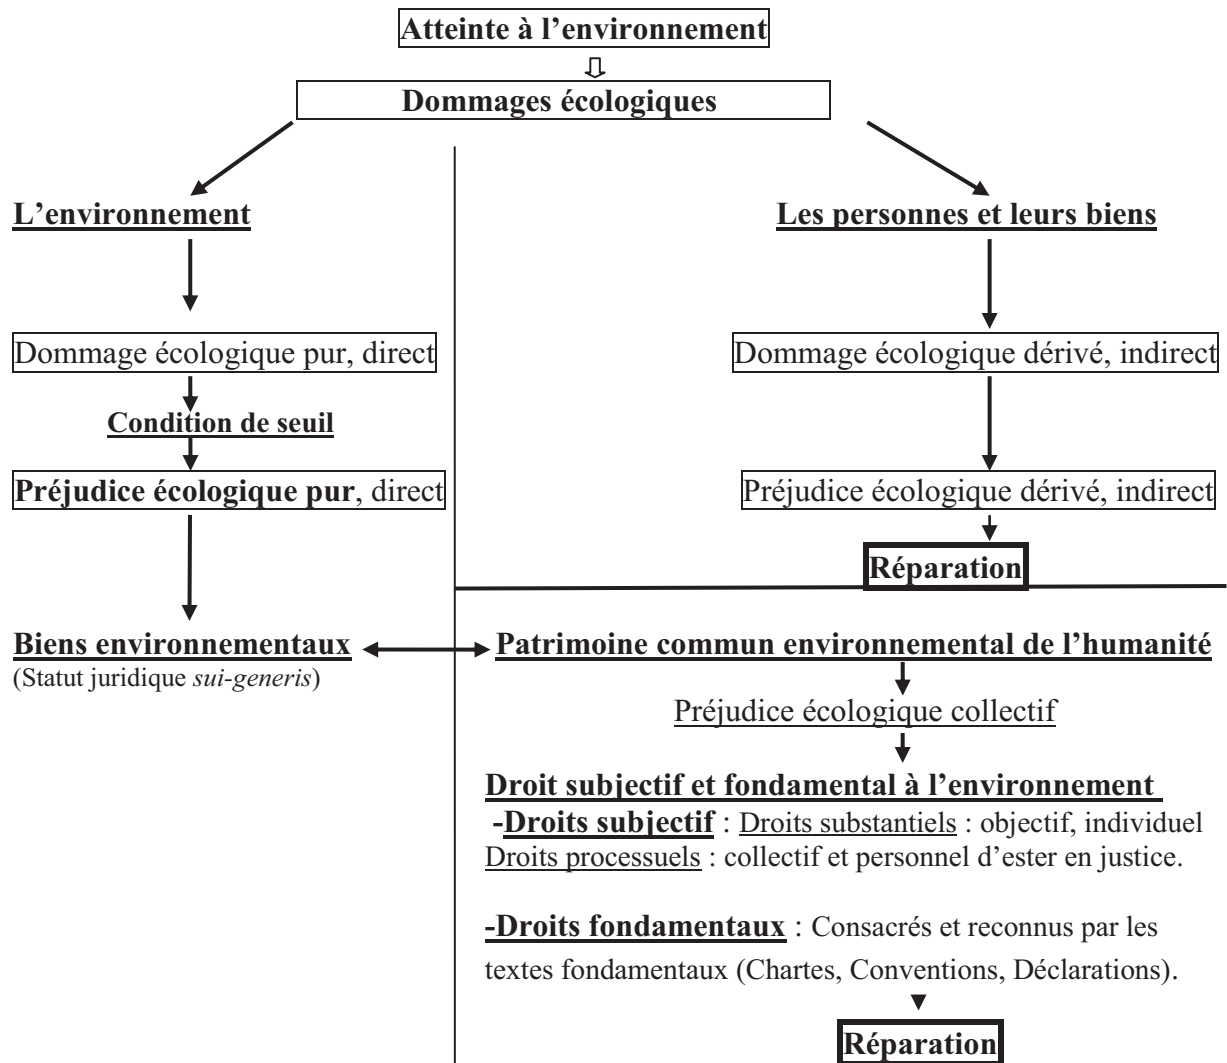 Atteinte à l’environnement
Dommages écologiques
L’environnement
Les personnes et leurs biens
Dommage écologique pur, direct
Dommage écologique dérivé, indirect
Condition de seuil
Préjudice écologique pur, direct
Préjudice écologique dérivé, indirect
Réparation
Biens environnementaux
(Statut juridique sui-generis)
Patrimoine commun environnemental de l’humanité
Préjudice écologique collectif
Droit subjectif et fondamental à l’environnement
-Droits subjectif : Droits substantiels : objectif, individuel
Droits processuels : collectif et personnel d’ester en justice.
-Droits fondamentaux : Consacrés et reconnus par les
textes fondamentaux (Chartes, Conventions, Déclarations).
Réparation